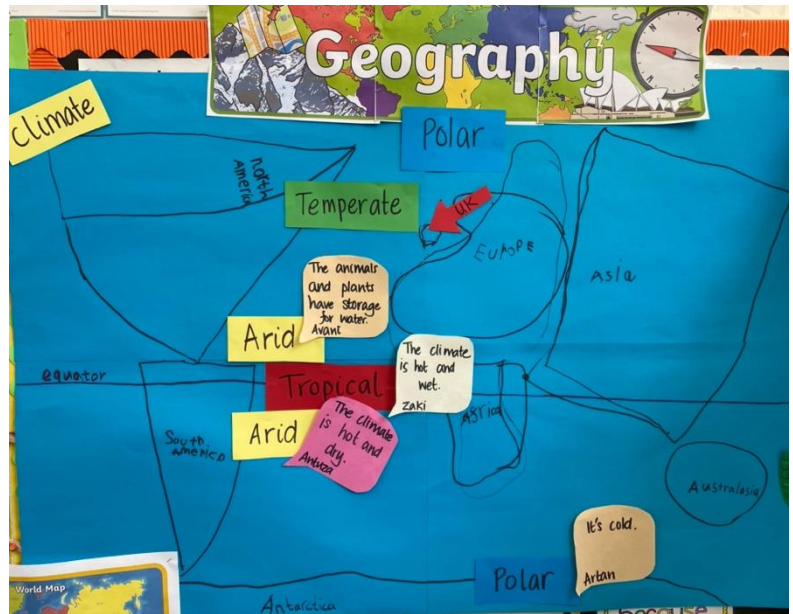 Geography
Climate
Polar
north
America
Temperate
UK
EUROPE
Asia
The animals
and plants
have storage
for water.
Avani
Arid
The climate
is hot and
wet.
Zaki
equator
Tropical
Africa
Arid
The climate
is hot and
dry.
Antuza
South
america
Australasia
It's cold.
Artan
Polar
World Map
Antarctica
because